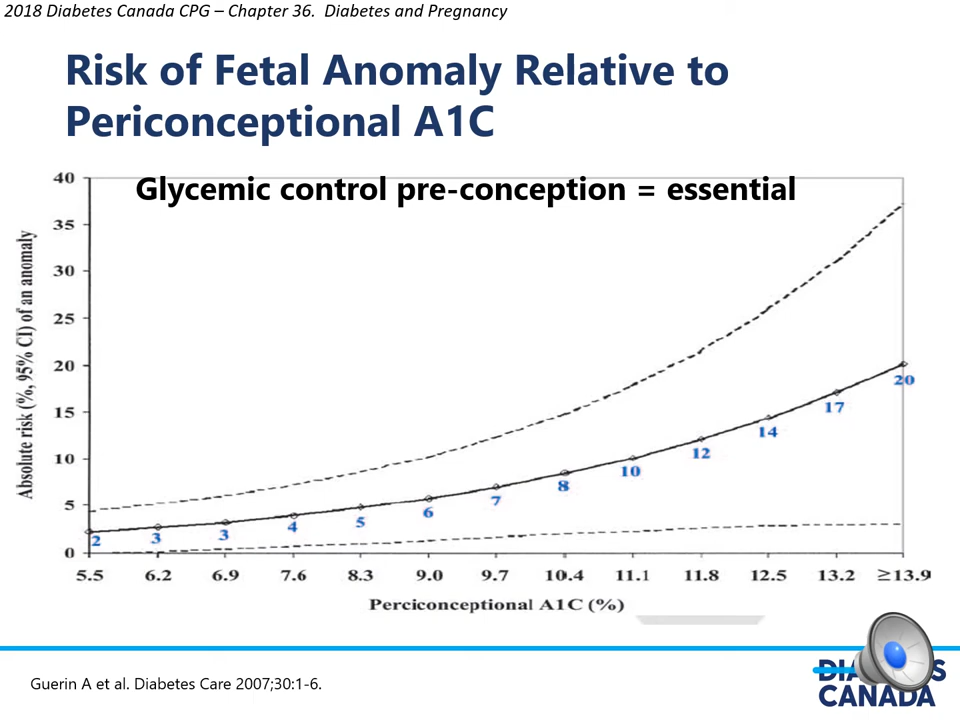 2018 Diabetes Canada CPG – Chapter 36.  Diabetes and Pregnancy
Risk of Fetal Anomaly Relative to
Periconceptional A1C
Glycemic control pre-conception = essential
Absolute risk (%, 95% CI) of an anomaly
40
35
30
25
20
15
10
5
0
2
3
3
4
5
6
7
8
10
12
14
17
20
5.5 6.2 6.9 7.6 8.3 9.0 9.7 10.4 11.1 11.8 12.5 13.2 ≥13.9
Perciconceptional A1C (%)
Guerin A et al. Diabetes Care 2007;30:1-6.
CANADA